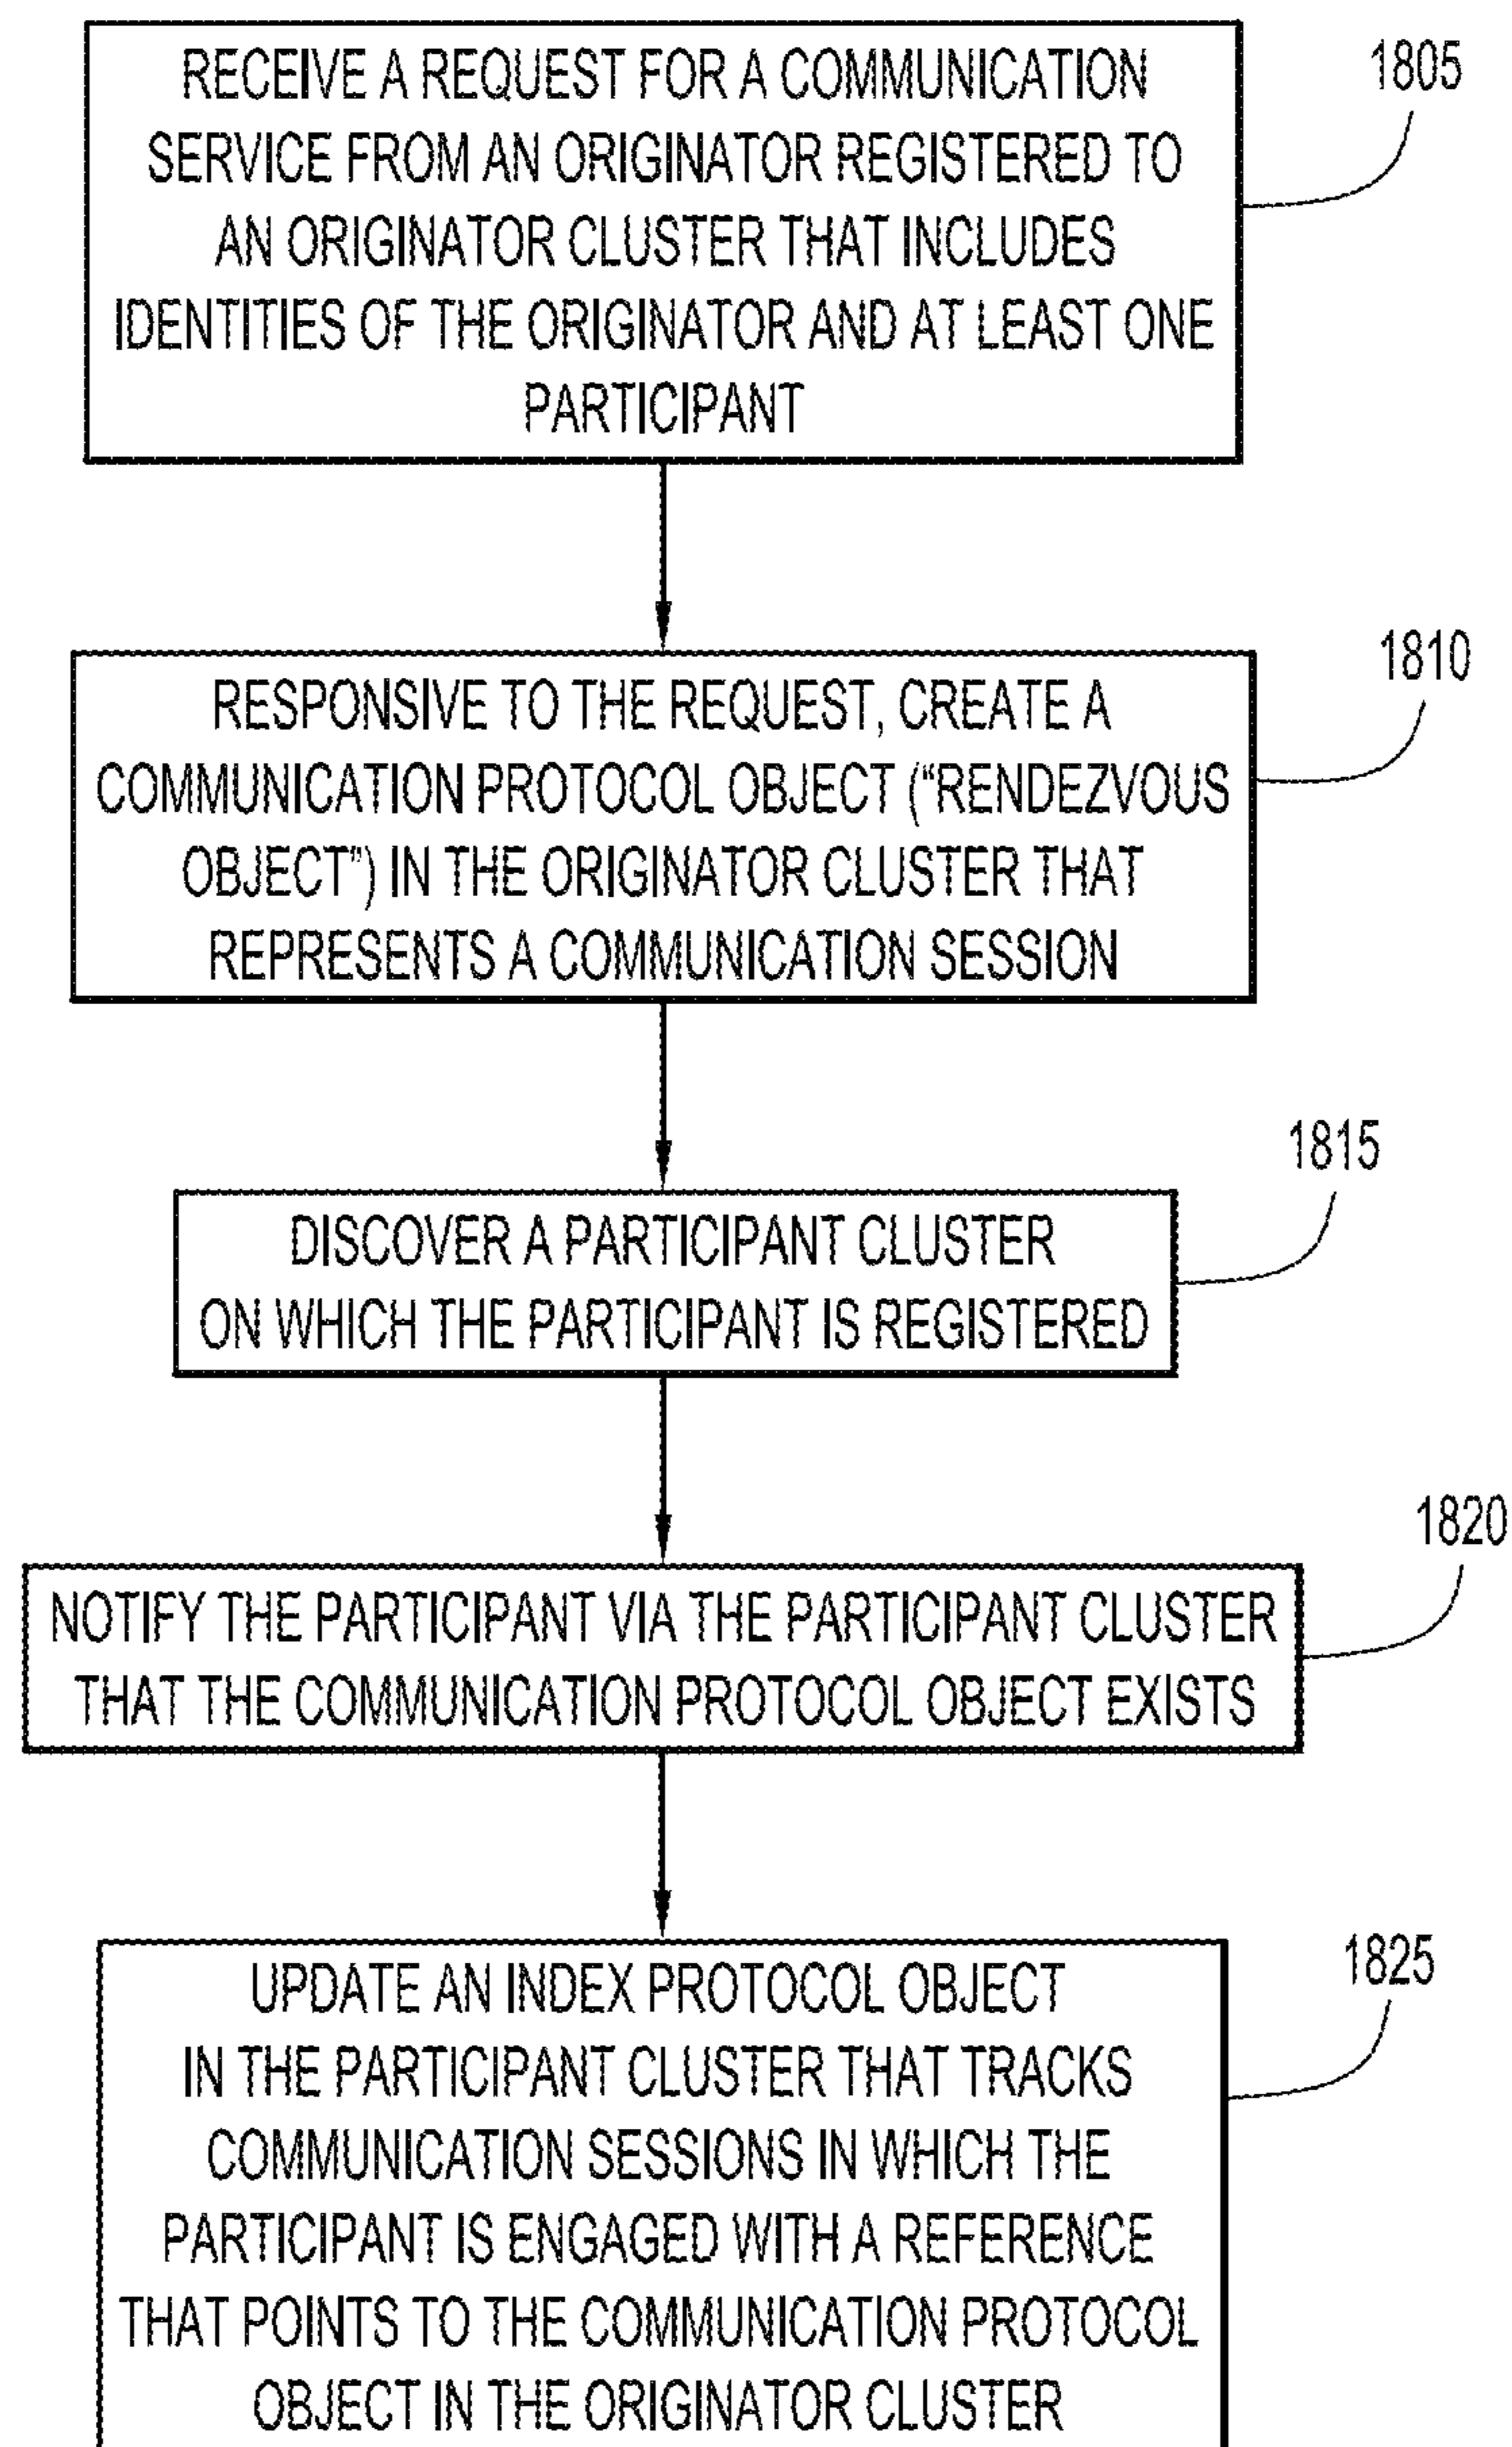 RECEIVE A REQUEST FOR A COMMUNICATION
SERVICE FROM AN ORIGINATOR REGISTERED TO
AN ORIGINATOR CLUSTER THAT INCLUDES
IDENTITIES OF THE ORIGINATOR AND AT LEAST ONE
PARTICIPANT
1805
RESPONSIVE TO THE REQUEST, CREATE A
COMMUNICATION PROTOCOL OBJECT (“RENDEZVOUS
OBJECT”) IN THE ORIGINATOR CLUSTER THAT
REPRESENTS A COMMUNICATION SESSION
1810
DISCOVER A PARTICIPANT CLUSTER
ON WHICH THE PARTICIPANT IS REGISTERED
1815
NOTIFY THE PARTICIPANT VIA THE PARTICIPANT CLUSTER
THAT THE COMMUNICATION PROTOCOL OBJECT EXISTS
1820
UPDATE AN INDEX PROTOCOL OBJECT
IN THE PARTICIPANT CLUSTER THAT TRACKS
COMMUNICATION SESSIONS IN WHICH THE
PARTICIPANT IS ENGAGED WITH A REFERENCE
THAT POINTS TO THE COMMUNICATION PROTOCOL
OBJECT IN THE ORIGINATOR CLUSTER
1825